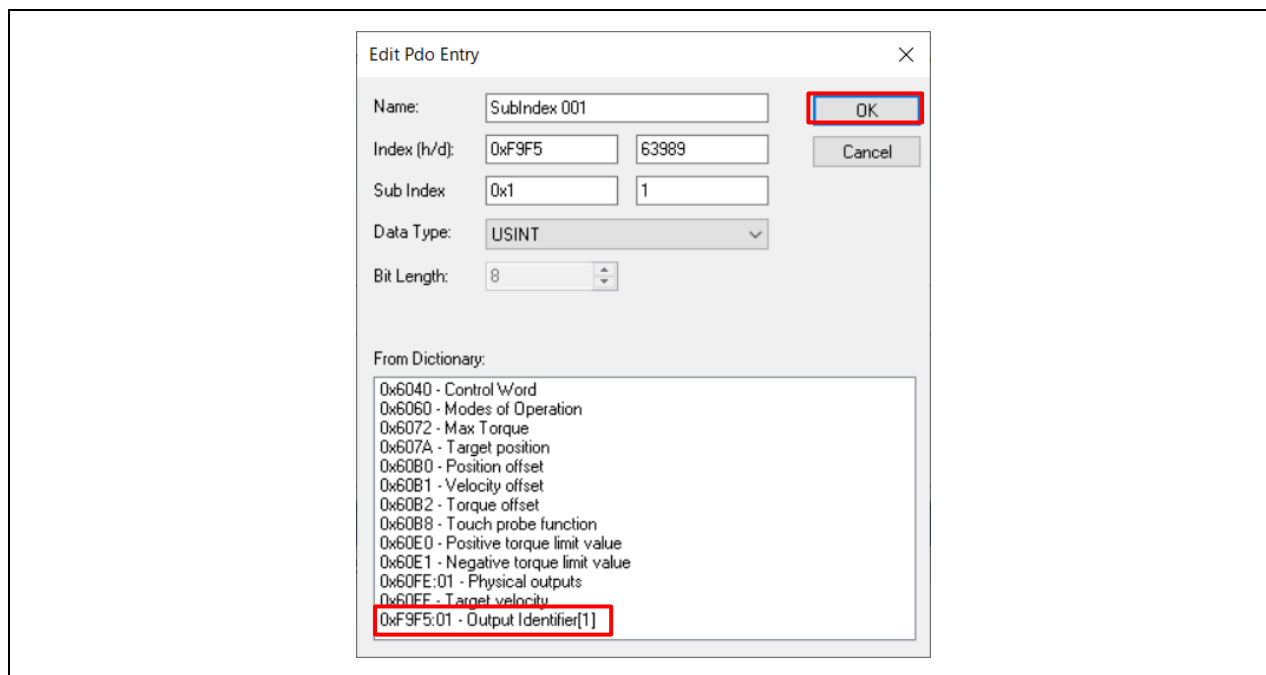 Edit Pdo Entry
Name: SubIndex 001 OK
Index (h/d): 0xF9F5 63989 Cancel
Sub Index 0x1 1
Data Type: USINT
Bit Length: 8
From Dictionary:
0x6040 - Control Word
0x6060 - Modes of Operation
0x6072 - Max Torque
0x607A - Target position
0x60B0 - Position offset
0x60B1 - Velocity offset
0x60B2 - Torque offset
0x60B8 - Touch probe function
0x60E0 - Positive torque limit value
0x60E1 - Negative torque limit value
0x60FE:01 - Physical outputs
0x60FF - Target velocity
0xF9F5:01 - Output Identifier[1]